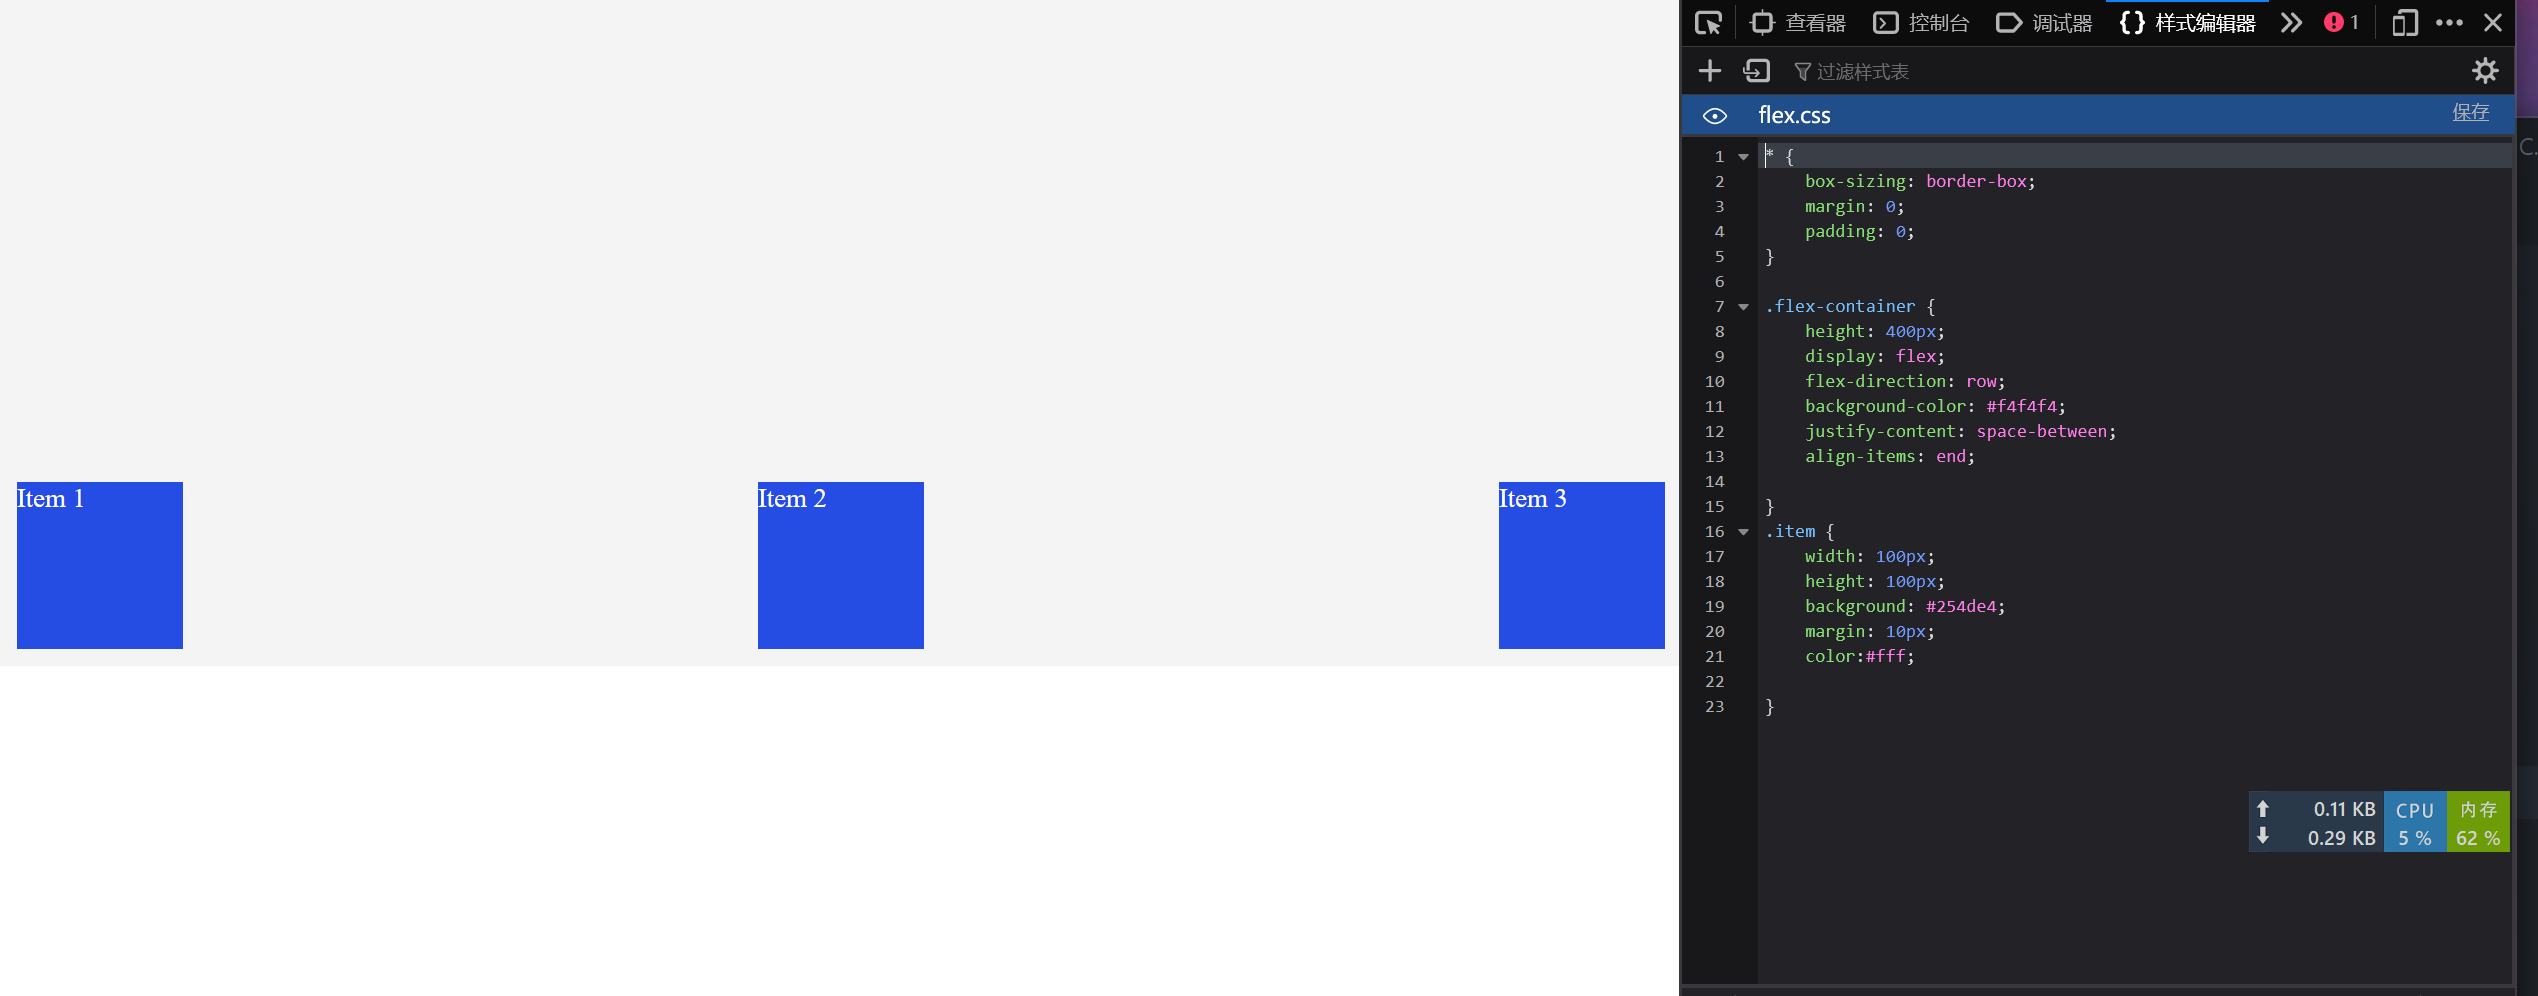 Item 1
Item 2
Item 3
查看器 控制台 调试器 {} 样式编辑器 1
过滤样式表
flex.css 保存
1 * {
2     box-sizing: border-box;
3     margin: 0;
4     padding: 0;
5 }
6
7 .flex-container {
8     height: 400px;
9     display: flex;
10     flex-direction: row;
11     background-color: #f4f4f4;
12     justify-content: space-between;
13     align-items: end;
14
15 }
16 .item {
17     width: 100px;
18     height: 100px;
19     background: #254de4;
20     margin: 10px;
21     color:#fff;
22
23 }
0.11 KB CPU 内存
0.29 KB 5 % 62 %
C.